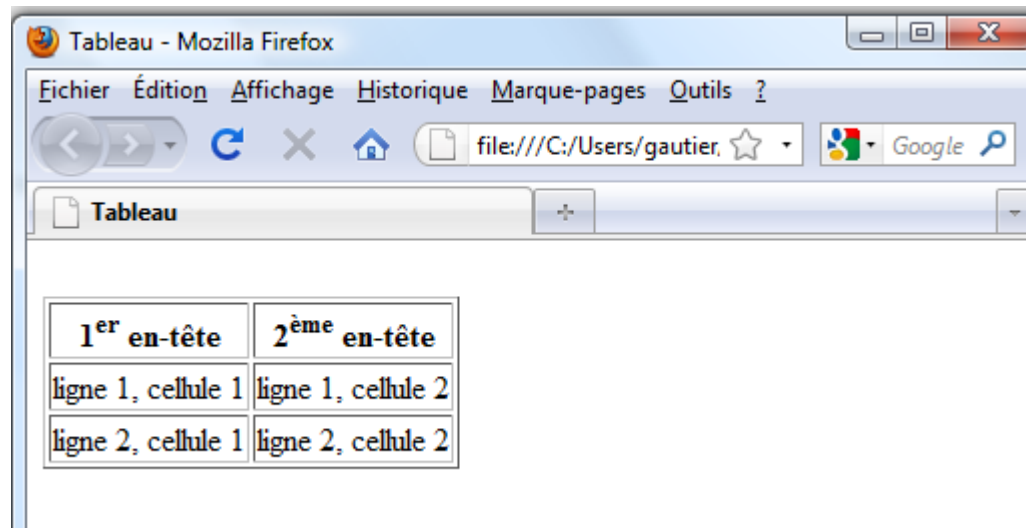 Tableau - Mozilla Firefox
Fichier Édition Affichage Historique Marque-pages Outils ?
file:///C:/Users/gautier, Google
Tableau
1er en-tête 2ème en-tête
ligne 1, cellule 1 ligne 1, cellule 2
ligne 2, cellule 1 ligne 2, cellule 2